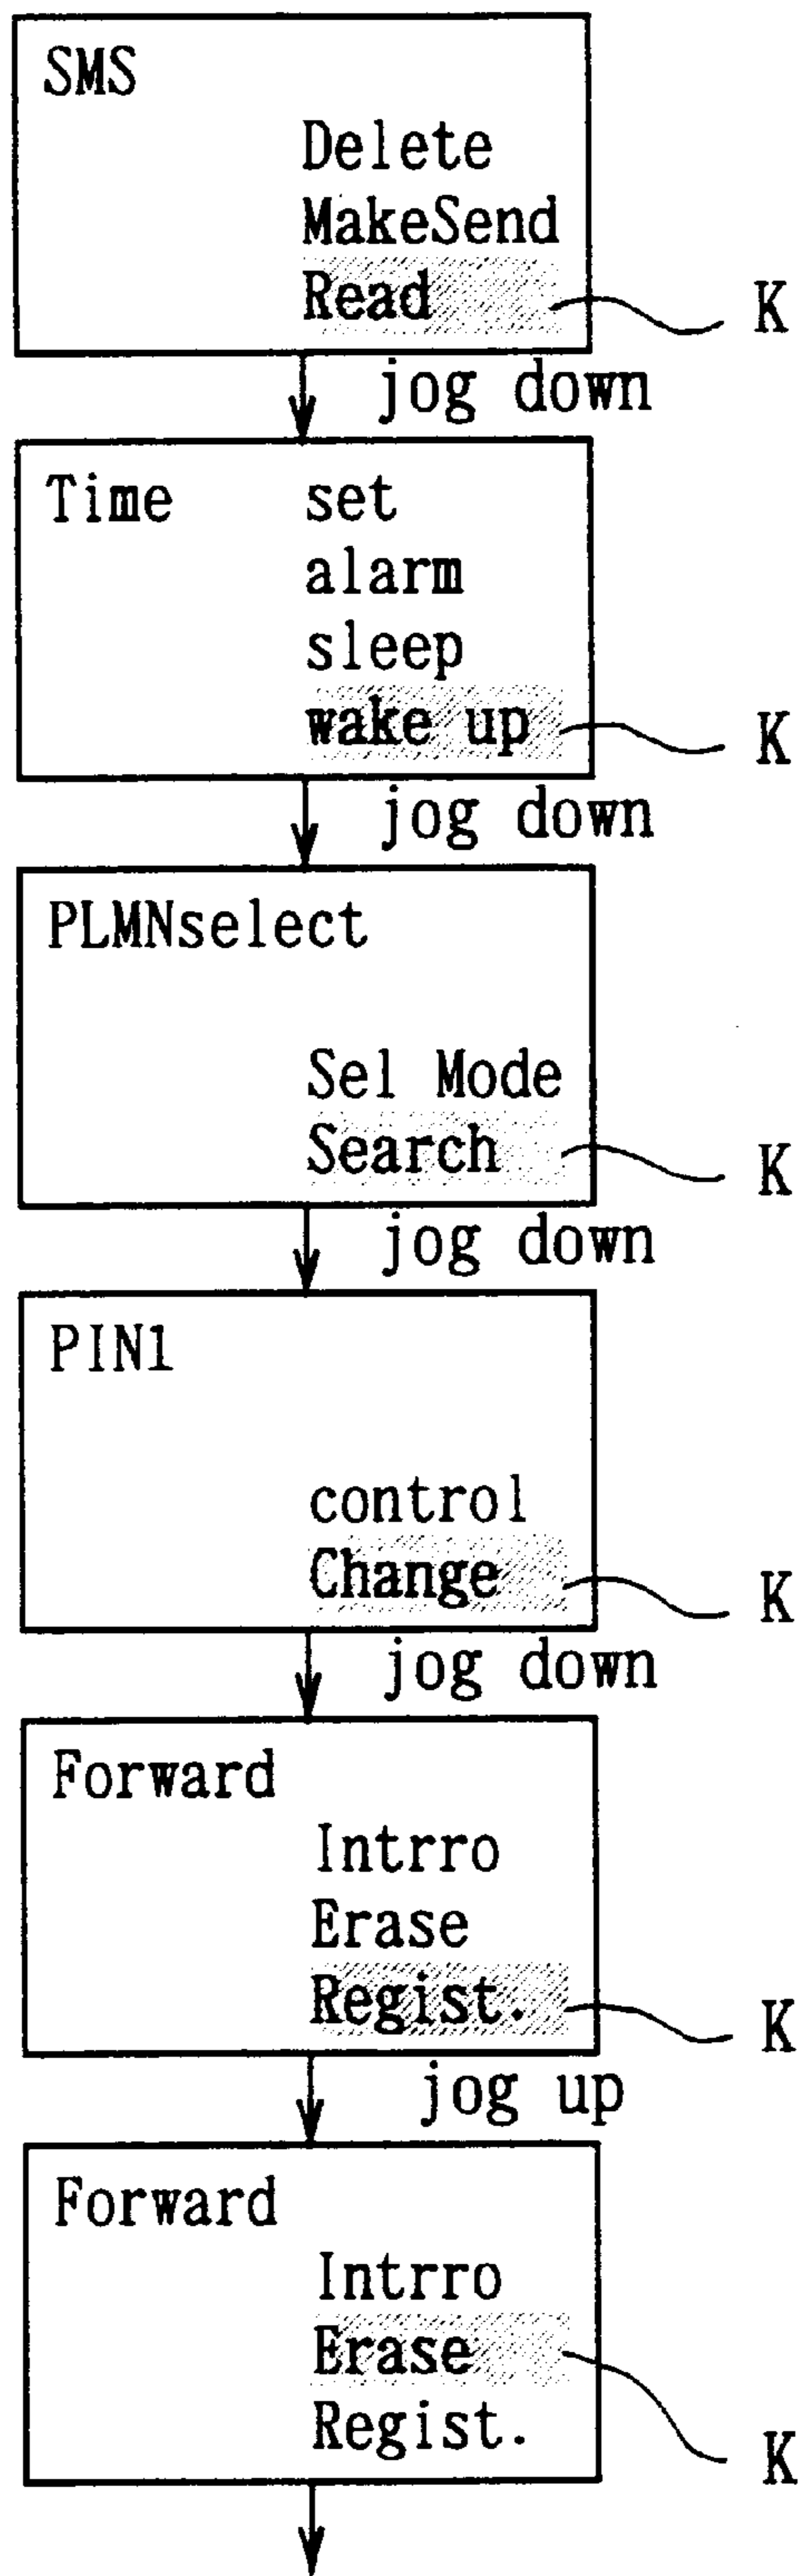 SMS
Delete
MakeSend
Read
K
jog down
Time set
alarm
sleep
wake up
K
jog down
PLMNselect
Sel Mode
Search
K
jog down
PIN1
control
Change
K
jog down
Forward
Intrro
Erase
Regist.
K
jog up
Forward
Intrro
Erase
Regist.
K